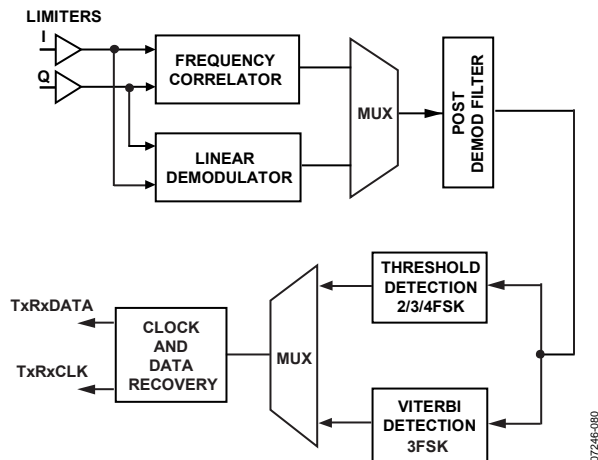 LIMITERS
I
Q
FREQUENCY
CORRELATOR
LINEAR
DEMODULATOR
MUX
POST
DEMOD FILTER
THRESHOLD
DETECTION
2/3/4FSK
VITERBI
DETECTION
3FSK
MUX
CLOCK
AND
DATA
RECOVERY
TxRxDATA
TxRxCLK
07246-080